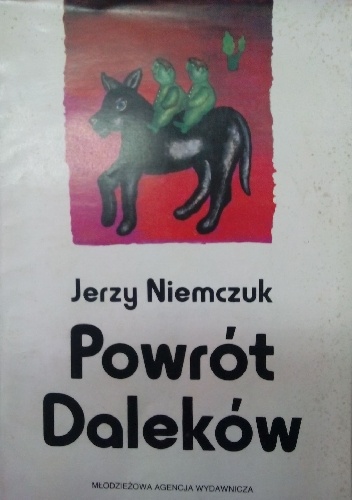 Jerzy Niemczuk
Powrót
Daleków
MŁODZIEŻOWA AGENCJA WYDAWNICZA